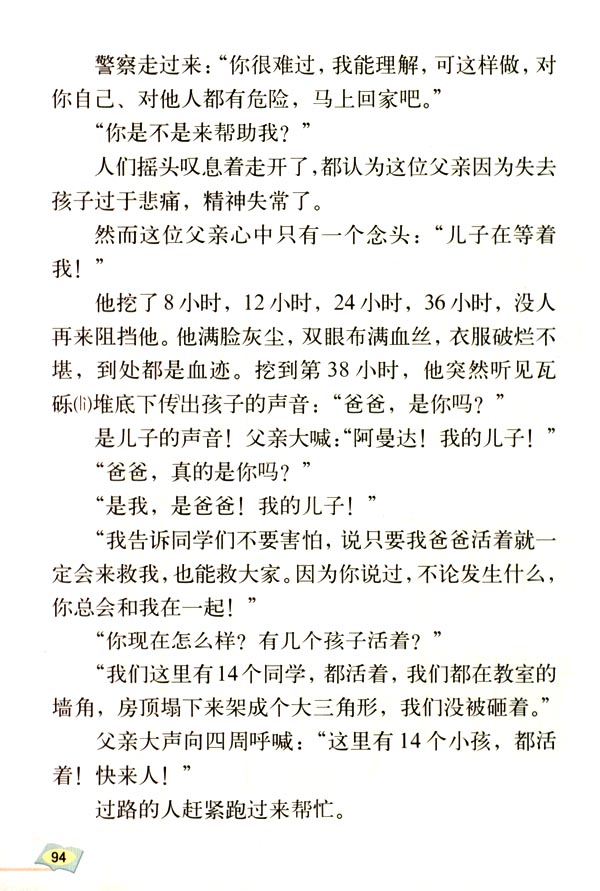 警察走过来：“你很难过，我能理解，可这样做，对
你自己、对他人都有危险，马上回家吧。”
“你是不是来帮助我？”
人们摇头叹息着走开了，都认为这位父亲因为失去
孩子过于悲痛，精神失常了。
然而这位父亲心中只有一个念头：“儿子在等着
我！”
他挖了8小时，12小时，24小时，36小时，没人
再来阻挡他。他满脸灰尘，双眼布满血丝，衣服破烂不
堪，到处都是血迹。挖到第38小时，他突然听见瓦
砾(lì)堆底下传出孩子的声音：“爸爸，是你吗？”
是儿子的声音！父亲大喊：“阿曼达！我的儿子！”
“爸爸，真的是你吗？”
“是我，是爸爸！我的儿子！”
“我告诉同学们不要害怕，说只要我爸爸活着就一
定会来救我，也能救大家。因为你说过，不论发生什么，
你总会和我在一起！”
“你现在怎么样？有几个孩子活着？”
“我们这里有14个同学，都活着，我们都在教室的
墙角，房顶塌下来架成个大三角形，我们没被砸着。”
父亲大声向四周呼喊：“这里有14个小孩，都活
着！快来人！”
过路的人赶紧跑过来帮忙。
94